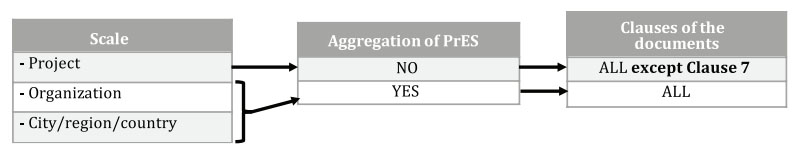 Scale
- Project
- Organization
- City/region/country
Aggregation of PrES
NO
YES
Clauses of the
documents
ALL except Clause 7
ALL